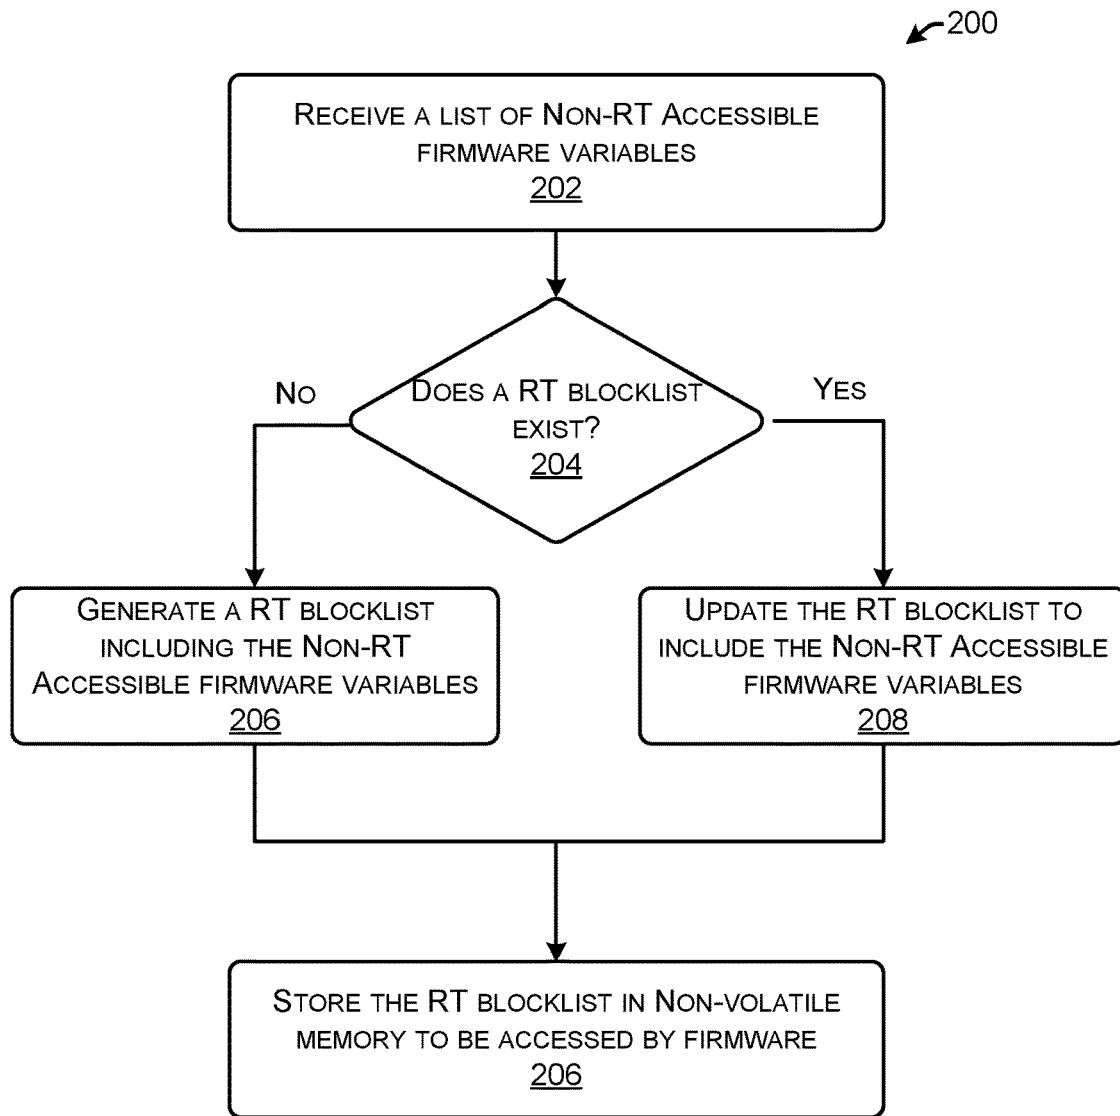 200
RECEIVE A LIST OF NON-RT ACCESSIBLE
FIRMWARE VARIABLES
202
DOES A RT BLOCKLIST
EXIST?
204
NO
YES
GENERATE A RT BLOCKLIST
INCLUDING THE NON-RT
ACCESSIBLE FIRMWARE VARIABLES
206
UPDATE THE RT BLOCKLIST TO
INCLUDE THE NON-RT ACCESSIBLE
FIRMWARE VARIABLES
208
STORE THE RT BLOCKLIST IN NON-VOLATILE
MEMORY TO BE ACCESSED BY FIRMWARE
206